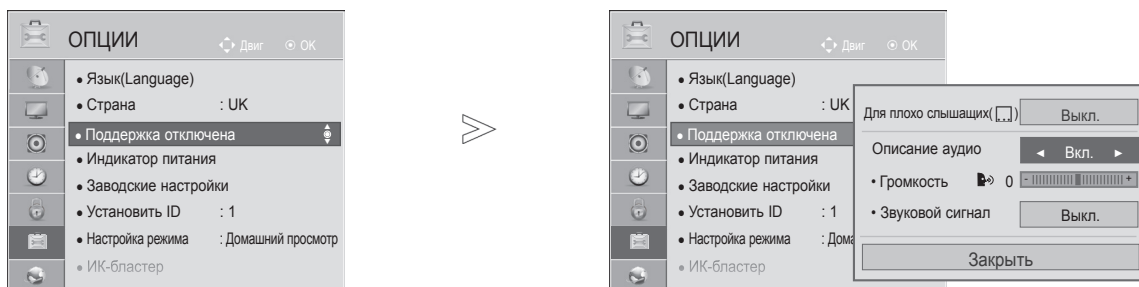 ОПЦИИ
Двиг OK
• Язык(Language)
• Страна : UK
• Поддержка отключена
• Индикатор питания
• Заводские настройки
• Установить ID : 1
• Настройка режима : Домашний просмотр
• ИК-бластер
ОПЦИИ
Двиг OK
• Язык(Language)
• Страна : UK
• Поддержка отключена
• Индикатор питания
• Заводские настройки
• Установить ID : 1
• Настройка режима : Дома
• ИК-бластер
Для плохо слышащих( ) Выкл.
Описание аудио ◄ Вкл. ►
• Громкость 0 - +
• Звуковой сигнал Выкл.
Закрыть